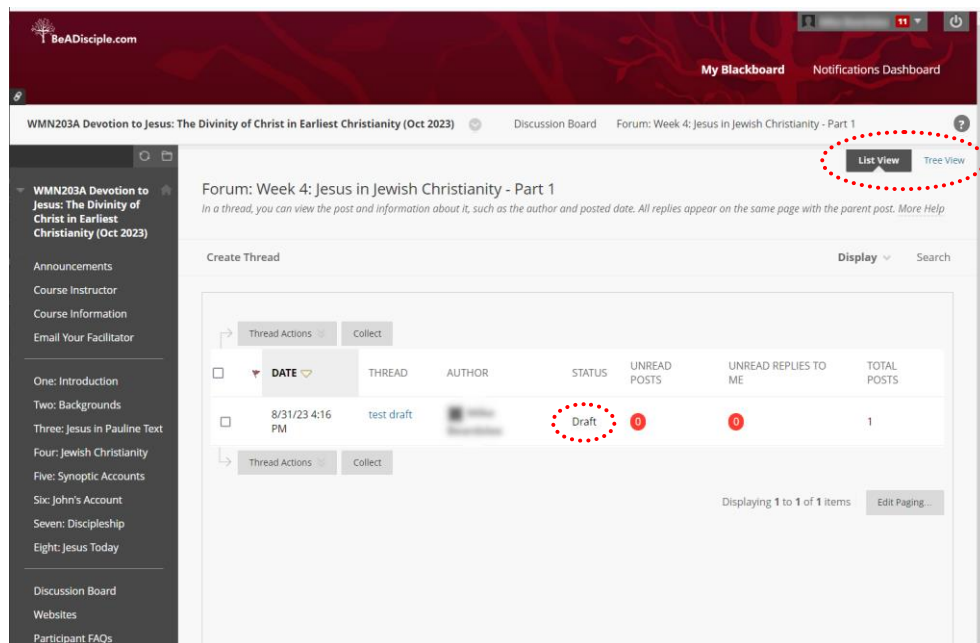 BeADisciple.com
11
My Blackboard Notifications Dashboard
WMN203A Devotion to Jesus: The Divinity of Christ in Earliest Christianity (Oct 2023) Discussion Board Forum: Week 4: Jesus in Jewish Christianity - Part 1 ?
List View Tree View
WMN203A Devotion to
Jesus: The Divinity of
Christ in Earliest
Christianity (Oct 2023)
Announcements
Course Instructor
Course Information
Email Your Facilitator
One: Introduction
Two: Backgrounds
Three: Jesus in Pauline Text
Four: Jewish Christianity
Five: Synoptic Accounts
Six: John's Account
Seven: Discipleship
Eight: Jesus Today
Discussion Board
Websites
Participant FAQs
Forum: Week 4: Jesus in Jewish Christianity - Part 1
In a thread, you can view the post and information about it, such as the author and posted date. All replies appear on the same page with the parent post. More Help
Create Thread Display Search
Thread Actions Collect
DATE THREAD AUTHOR STATUS UNREAD POSTS UNREAD REPLIES TO ME TOTAL POSTS
8/31/23 4:16 PM test draft Draft 0 0 1
Thread Actions Collect
Displaying 1 to 1 of 1 items Edit Paging...